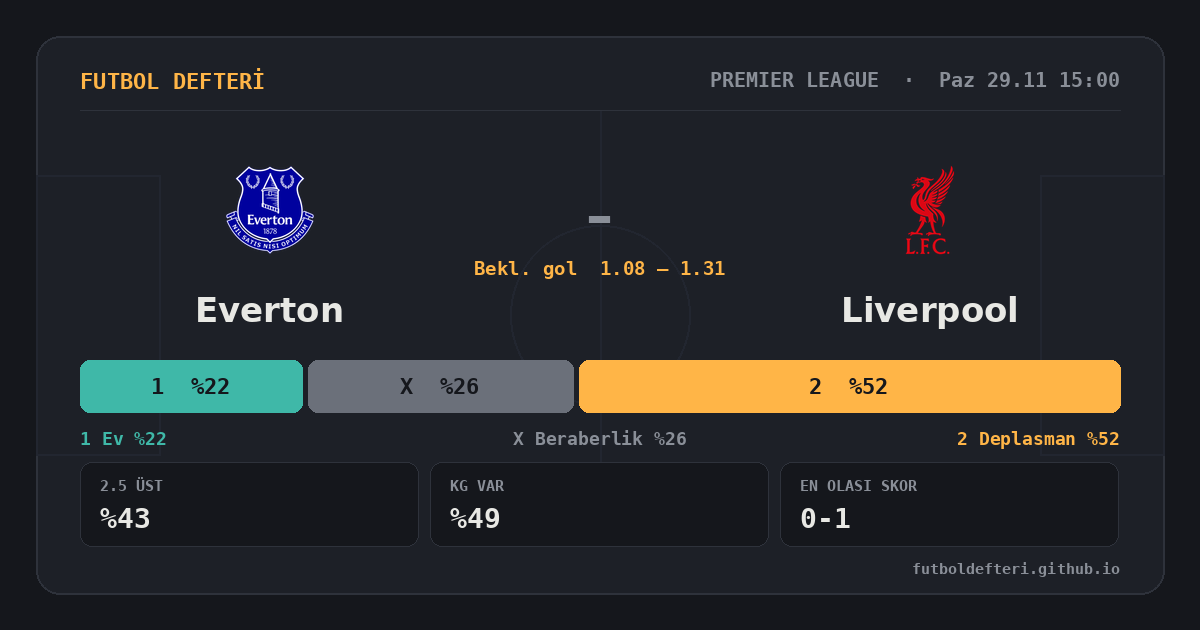 FUTBOL DEFTERİ
PREMIER LEAGUE · Paz 29.11 15:00
Everton
1878
NIL SATIS NISI OPTIMUM
L.F.C.
–
Bekl. gol 1.08 – 1.31
Everton
Liverpool
1 %22
X %26
2 %52
1 Ev %22
X Beraberlik %26
2 Deplasman %52
2.5 ÜST
KG VAR
EN OLASI SKOR
%43
%49
0-1
futboldefteri.github.io